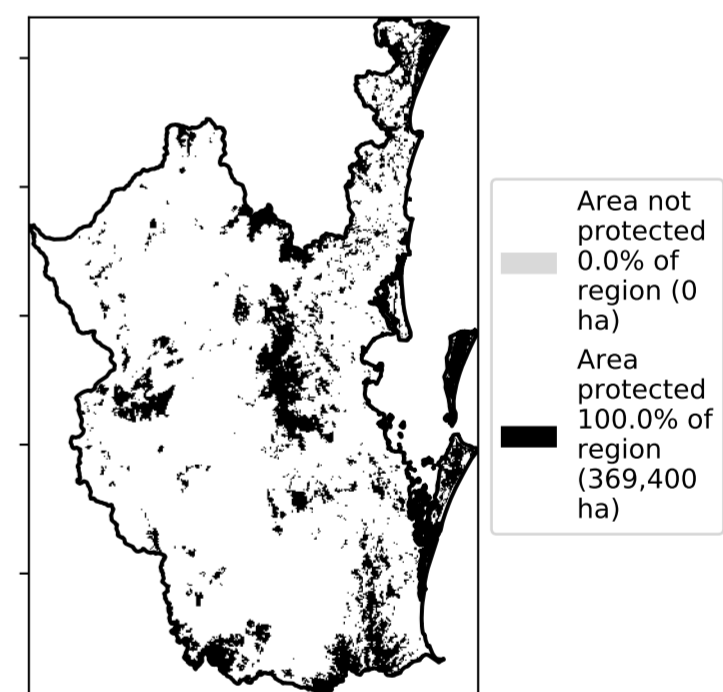 Area not
protected
0.0% of
region (0
ha)
Area
protected
100.0% of
region
(369,400
ha)